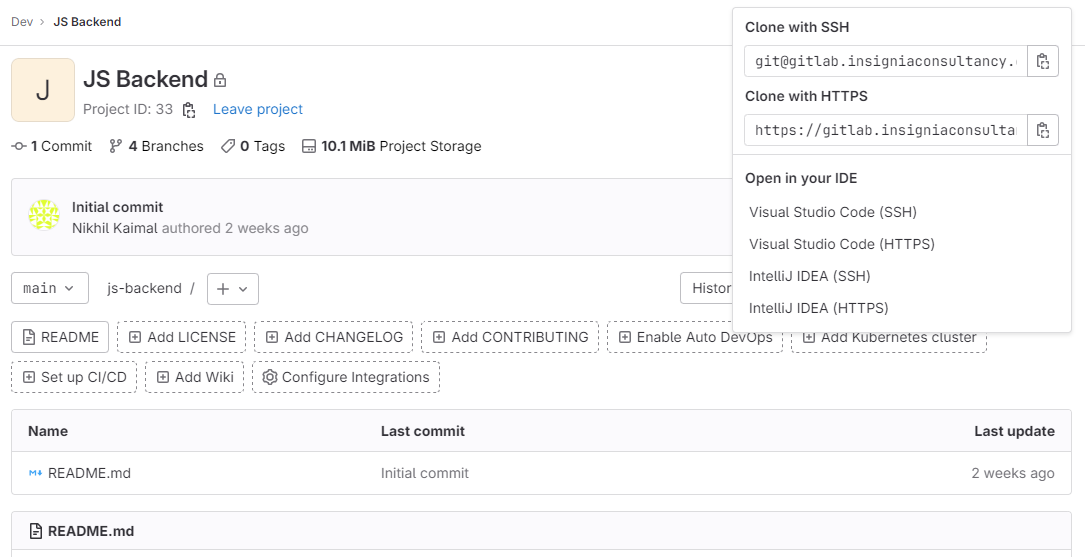 Dev > JS Backend
J
JS Backend
Project ID: 33 Leave project
1 Commit 4 Branches 0 Tags 10.1 MiB Project Storage
Initial commit
Nikhil Kaimal authored 2 weeks ago
main js-backend / +
Histor
README Add LICENSE Add CHANGELOG Add CONTRIBUTING Enable Auto DevOps Add Kubernetes cluster
Set up CI/CD Add Wiki Configure Integrations
Name Last commit Last update
README.md Initial commit 2 weeks ago
README.md
Clone with SSH
git@gitlab.insigniaconsultancy.
Clone with HTTPS
https://gitlab.insigniaconsulta
Open in your IDE
Visual Studio Code (SSH)
Visual Studio Code (HTTPS)
IntelliJ IDEA (SSH)
IntelliJ IDEA (HTTPS)